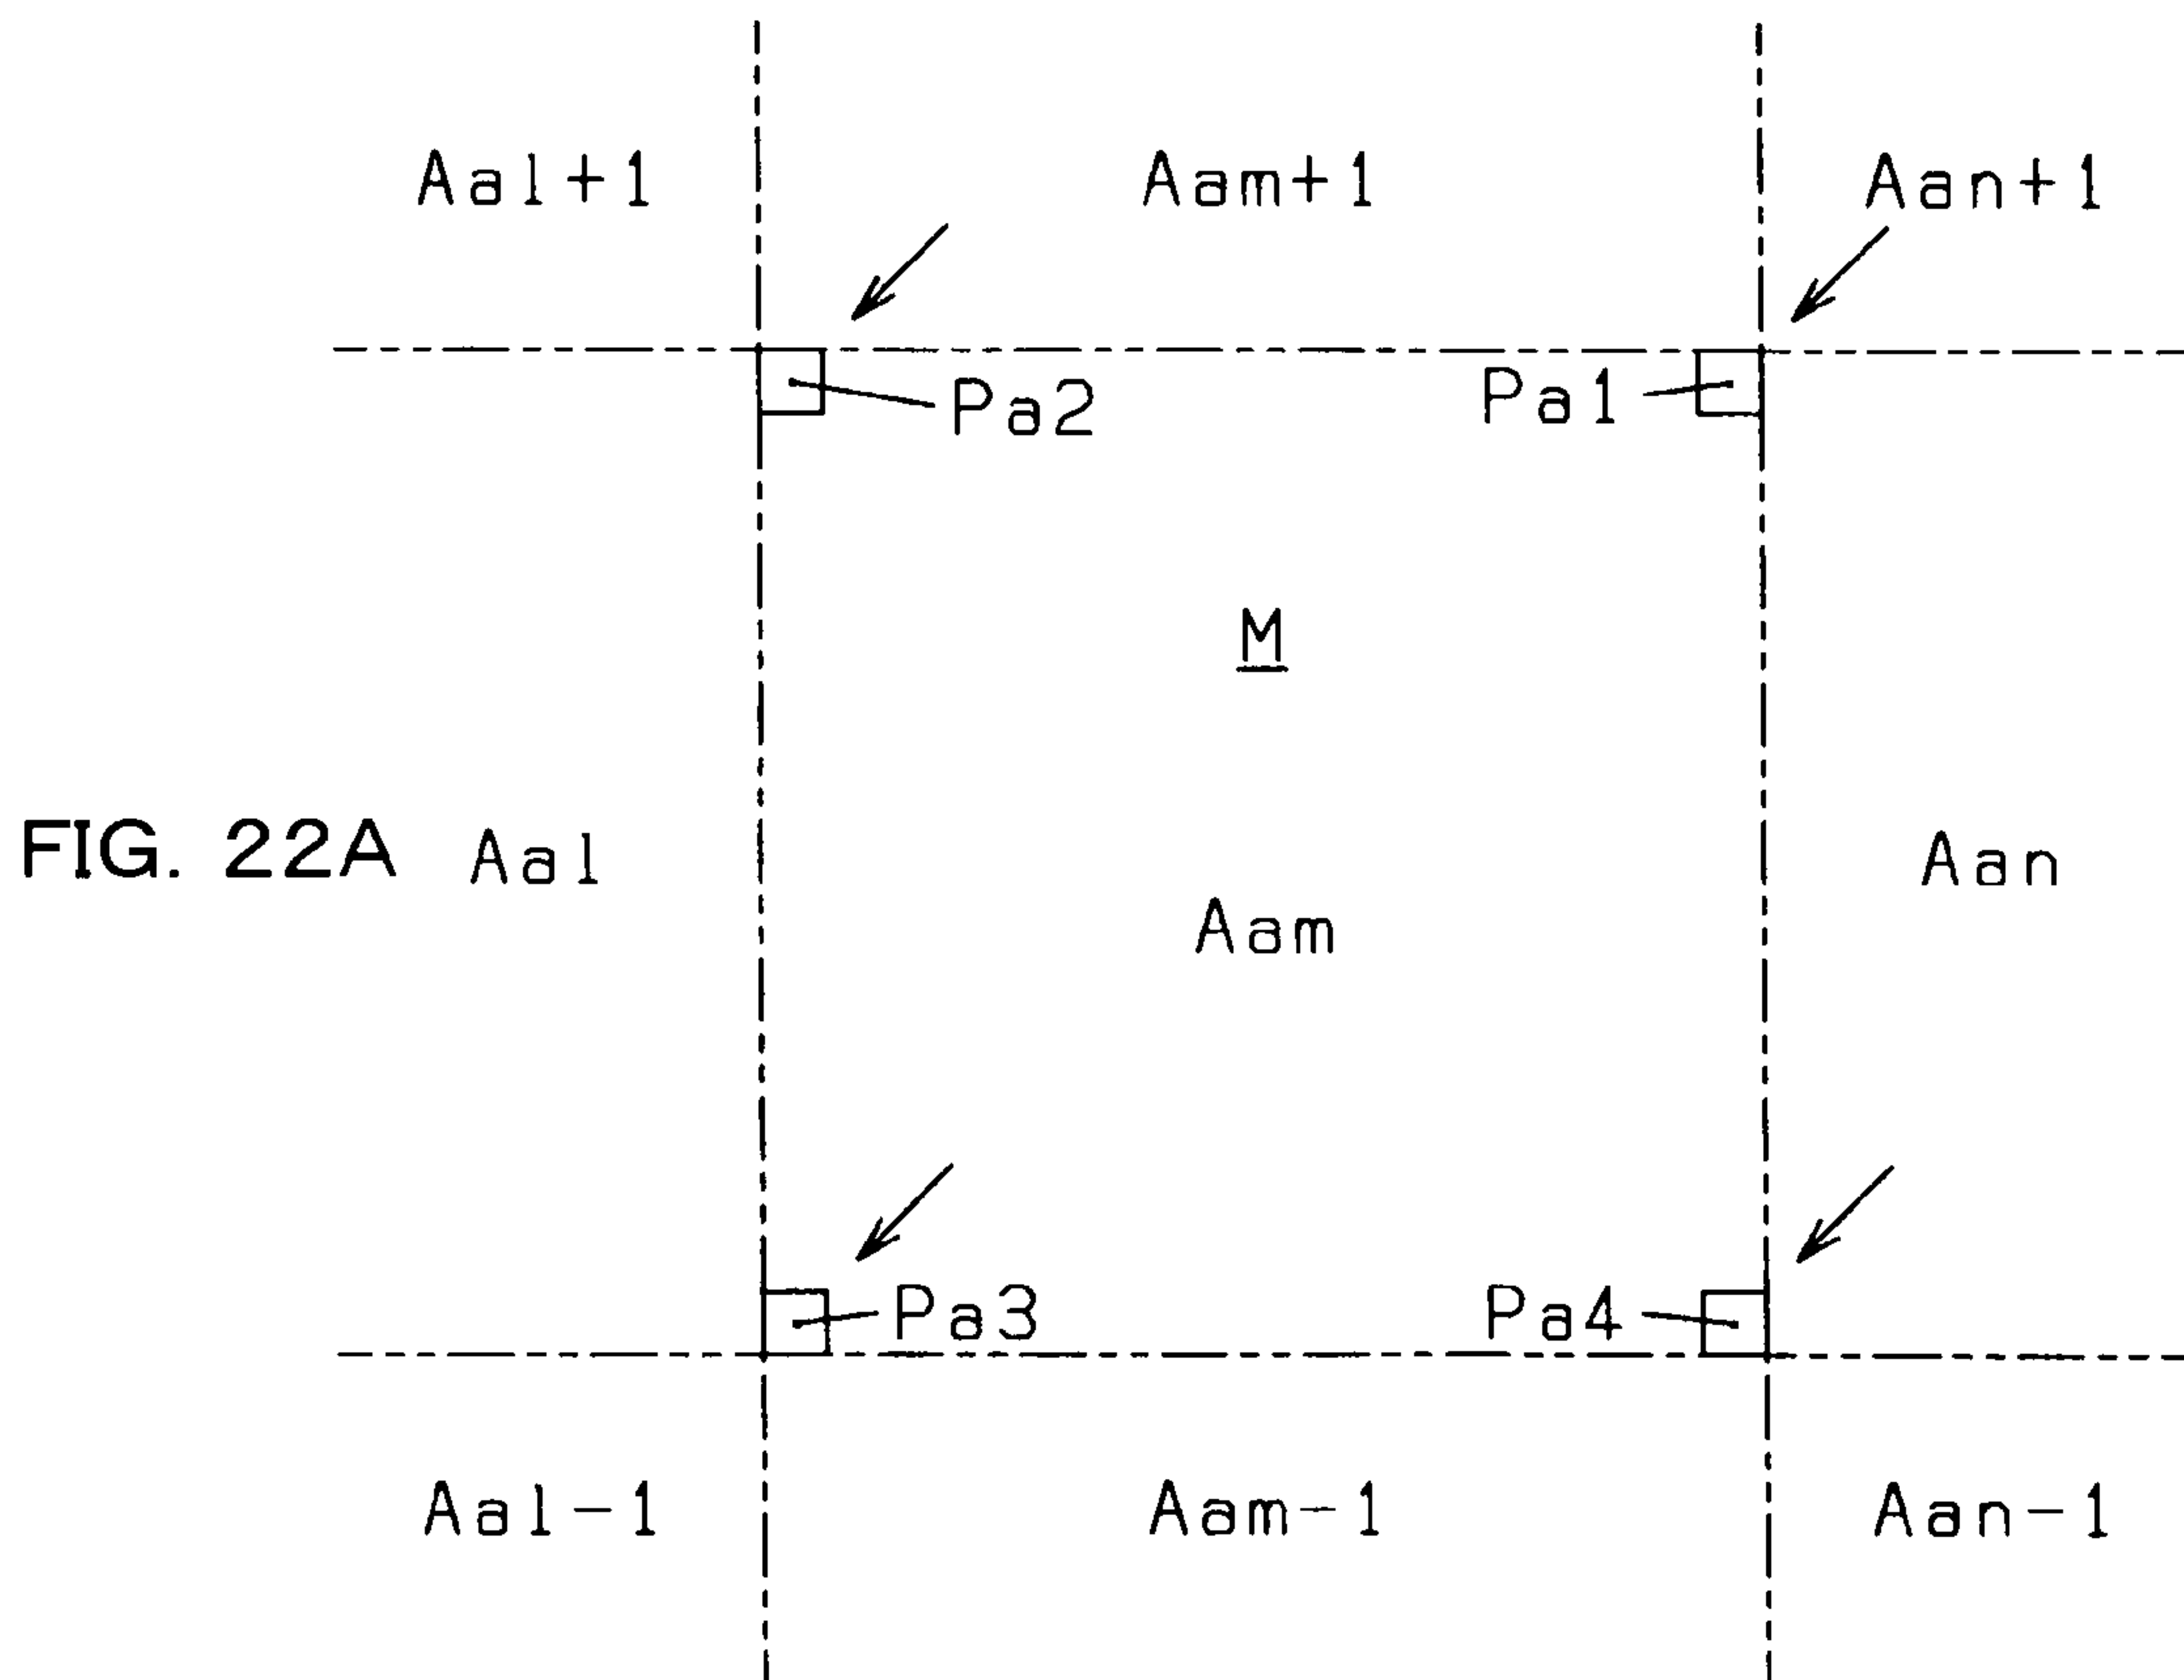 Aal+1 Aam+1 Aan+1
Pa2 Pa1
M
FIG. 22A Aal Aan
Aam
Pa3 Pa4
Aal-1 Aam-1 Aan-1